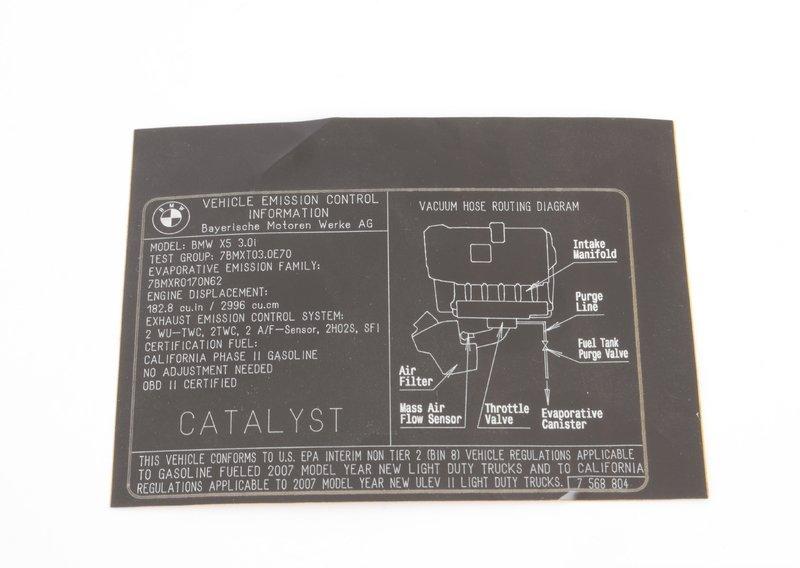 BMW
VEHICLE EMISSION CONTROL
INFORMATION
Bayerische Motoren Werke AG
MODEL: BMW X5 3.0i
TEST GROUP: 7BMXT03.0E70
EVAPORATIVE EMISSION FAMILY:
7BMXR0170N62
ENGINE DISPLACEMENT:
182.8 cu.in / 2996 cu.cm
EXHAUST EMISSION CONTROL SYSTEM:
2 WU-TWC, 2TWC, 2 A/F-Sensor, 2HO2S, SFI
CERTIFICATION FUEL:
CALIFORNIA PHASE II GASOLINE
NO ADJUSTMENT NEEDED
OBD II CERTIFIED
CATALYST
VACUUM HOSE ROUTING DIAGRAM
Intake
Manifold
Purge
Line
Fuel Tank
Purge Valve
Air
Filter
Mass Air
Flow Sensor
Throttle
Valve
Evaporative
Canister
THIS VEHICLE CONFORMS TO U.S. EPA INTERIM NON TIER 2 (BIN 8) VEHICLE REGULATIONS APPLICABLE
TO GASOLINE FUELED 2007 MODEL YEAR NEW LIGHT DUTY TRUCKS AND TO CALIFORNIA
REGULATIONS APPLICABLE TO 2007 MODEL YEAR NEW ULEV II LIGHT DUTY TRUCKS. 7 568 804